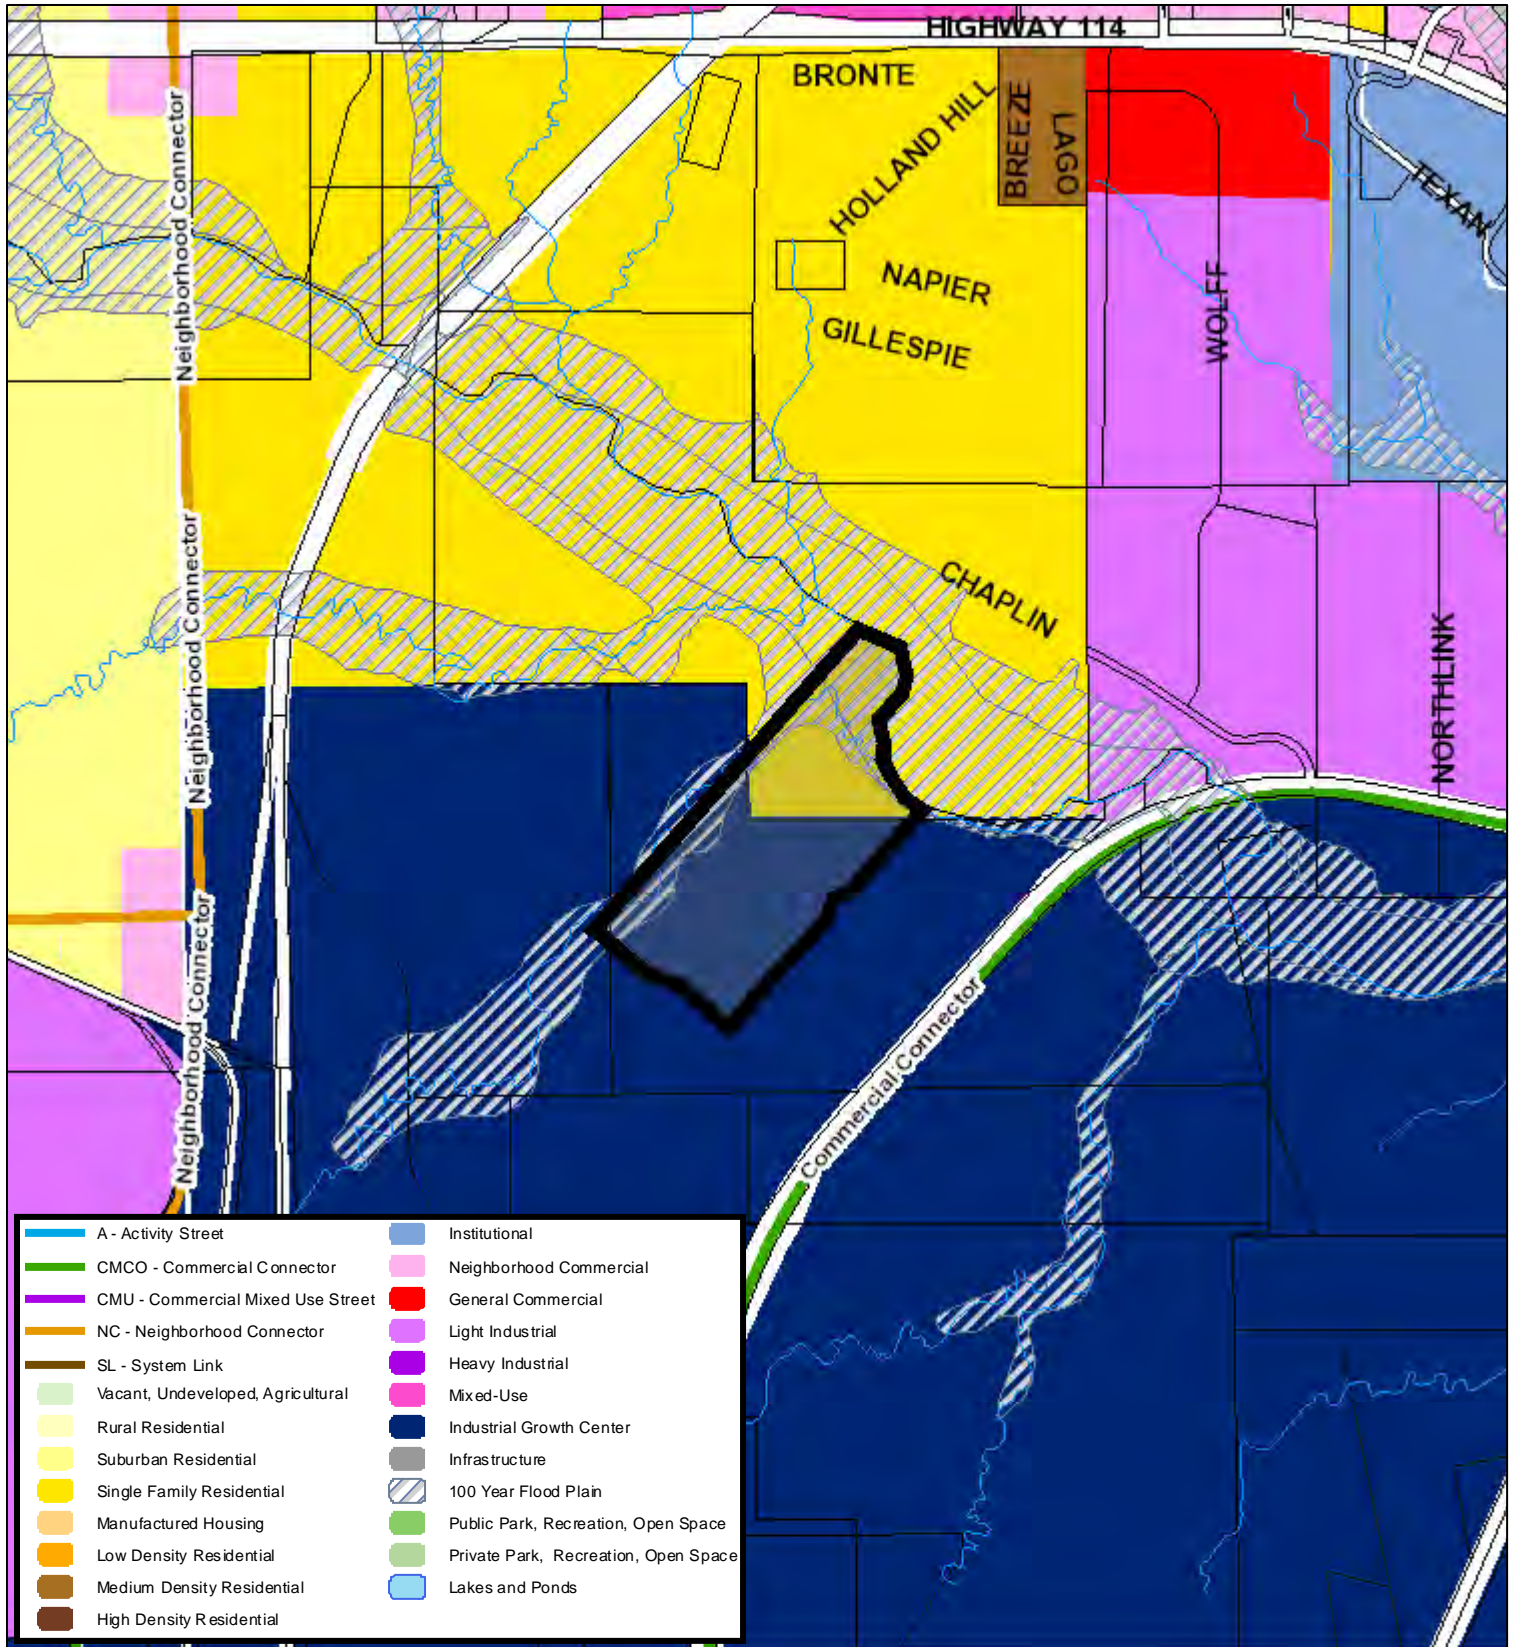 HIGHWAY 114
BRONTE
HOLLAND HILL
BREEZE
LAGO
TEXAN
NAPIER
GILLESPIE
WOLFF
CHAPLIN
NORTHLINK
Neighborhood Connector
Neighborhood Connector
Neighborhood Connector
Commercial Connector
A - Activity Street
CMCO - Commercial Connector
CMU - Commercial Mixed Use Street
NC - Neighborhood Connector
SL - System Link
Vacant, Undeveloped, Agricultural
Rural Residential
Suburban Residential
Single Family Residential
Manufactured Housing
Low Density Residential
Medium Density Residential
High Density Residential
Institutional
Neighborhood Commercial
General Commercial
Light Industrial
Heavy Industrial
Mixed-Use
Industrial Growth Center
Infrastructure
100 Year Flood Plain
Public Park, Recreation, Open Space
Private Park, Recreation, Open Space
Lakes and Ponds